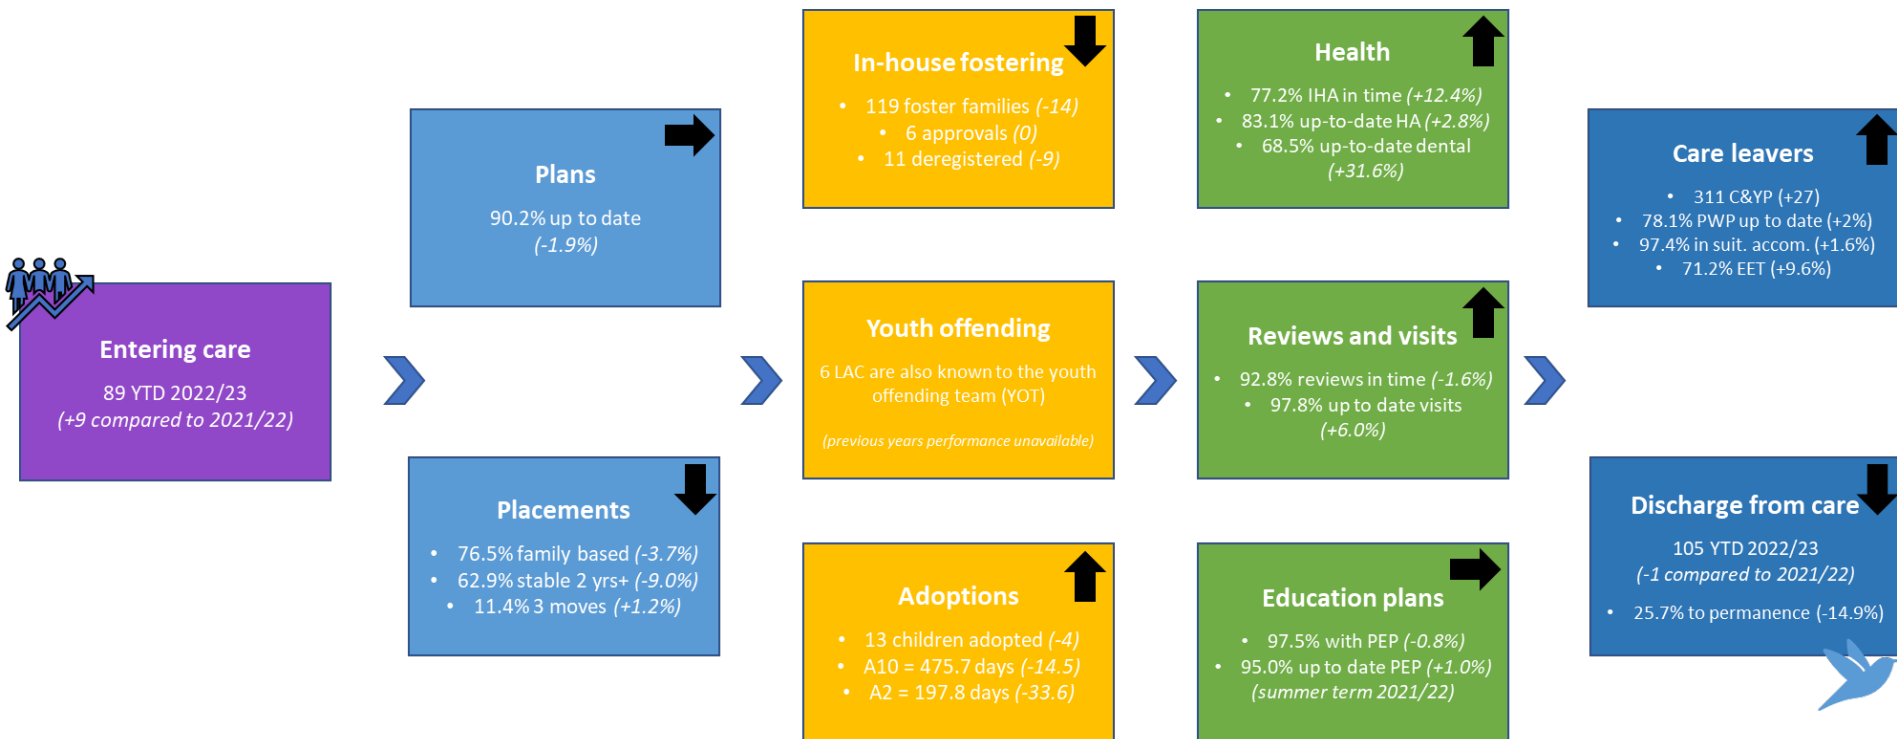 Entering care
89 YTD 2022/23
(+9 compared to 2021/22)
Plans
90.2% up to date
(-1.9%)
Placements
• 76.5% family based (-3.7%)
• 62.9% stable 2 yrs+ (-9.0%)
• 11.4% 3 moves (+1.2%)
In-house fostering
• 119 foster families (-14)
• 6 approvals (0)
• 11 deregistered (-9)
Youth offending
6 LAC are also known to the youth
offending team (YOT)
(previous years performance unavailable)
Adoptions
• 13 children adopted (-4)
• A10 = 475.7 days (-14.5)
• A2 = 197.8 days (-33.6)
Health
• 77.2% IHA in time (+12.4%)
• 83.1% up-to-date HA (+2.8%)
• 68.5% up-to-date dental
(+31.6%)
Reviews and visits
• 92.8% reviews in time (-1.6%)
• 97.8% up to date visits
(+6.0%)
Education plans
• 97.5% with PEP (-0.8%)
• 95.0% up to date PEP (+1.0%)
(summer term 2021/22)
Care leavers
• 311 C&YP (+27)
• 78.1% PWP up to date (+2%)
• 97.4% in suit. accom. (+1.6%)
• 71.2% EET (+9.6%)
Discharge from care
105 YTD 2022/23
(-1 compared to 2021/22)
• 25.7% to permanence (-14.9%)